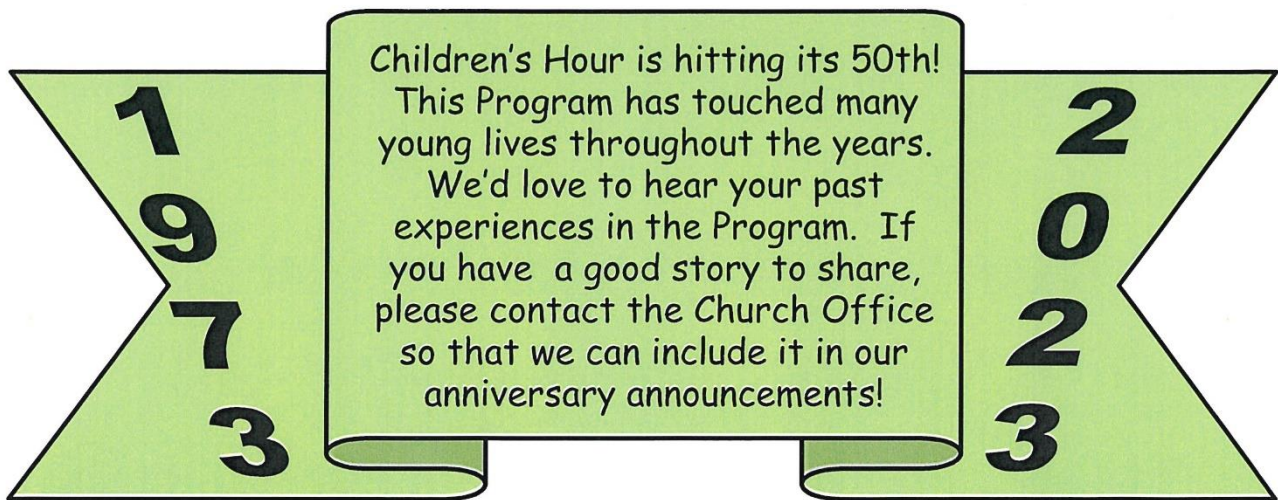 1
9
7
3
Children's Hour is hitting its 50th!
This Program has touched many
young lives throughout the years.
We'd love to hear your past
experiences in the Program.  If
you have  a good story to share,
please contact the Church Office
so that we can include it in our
anniversary announcements!
2
0
2
3